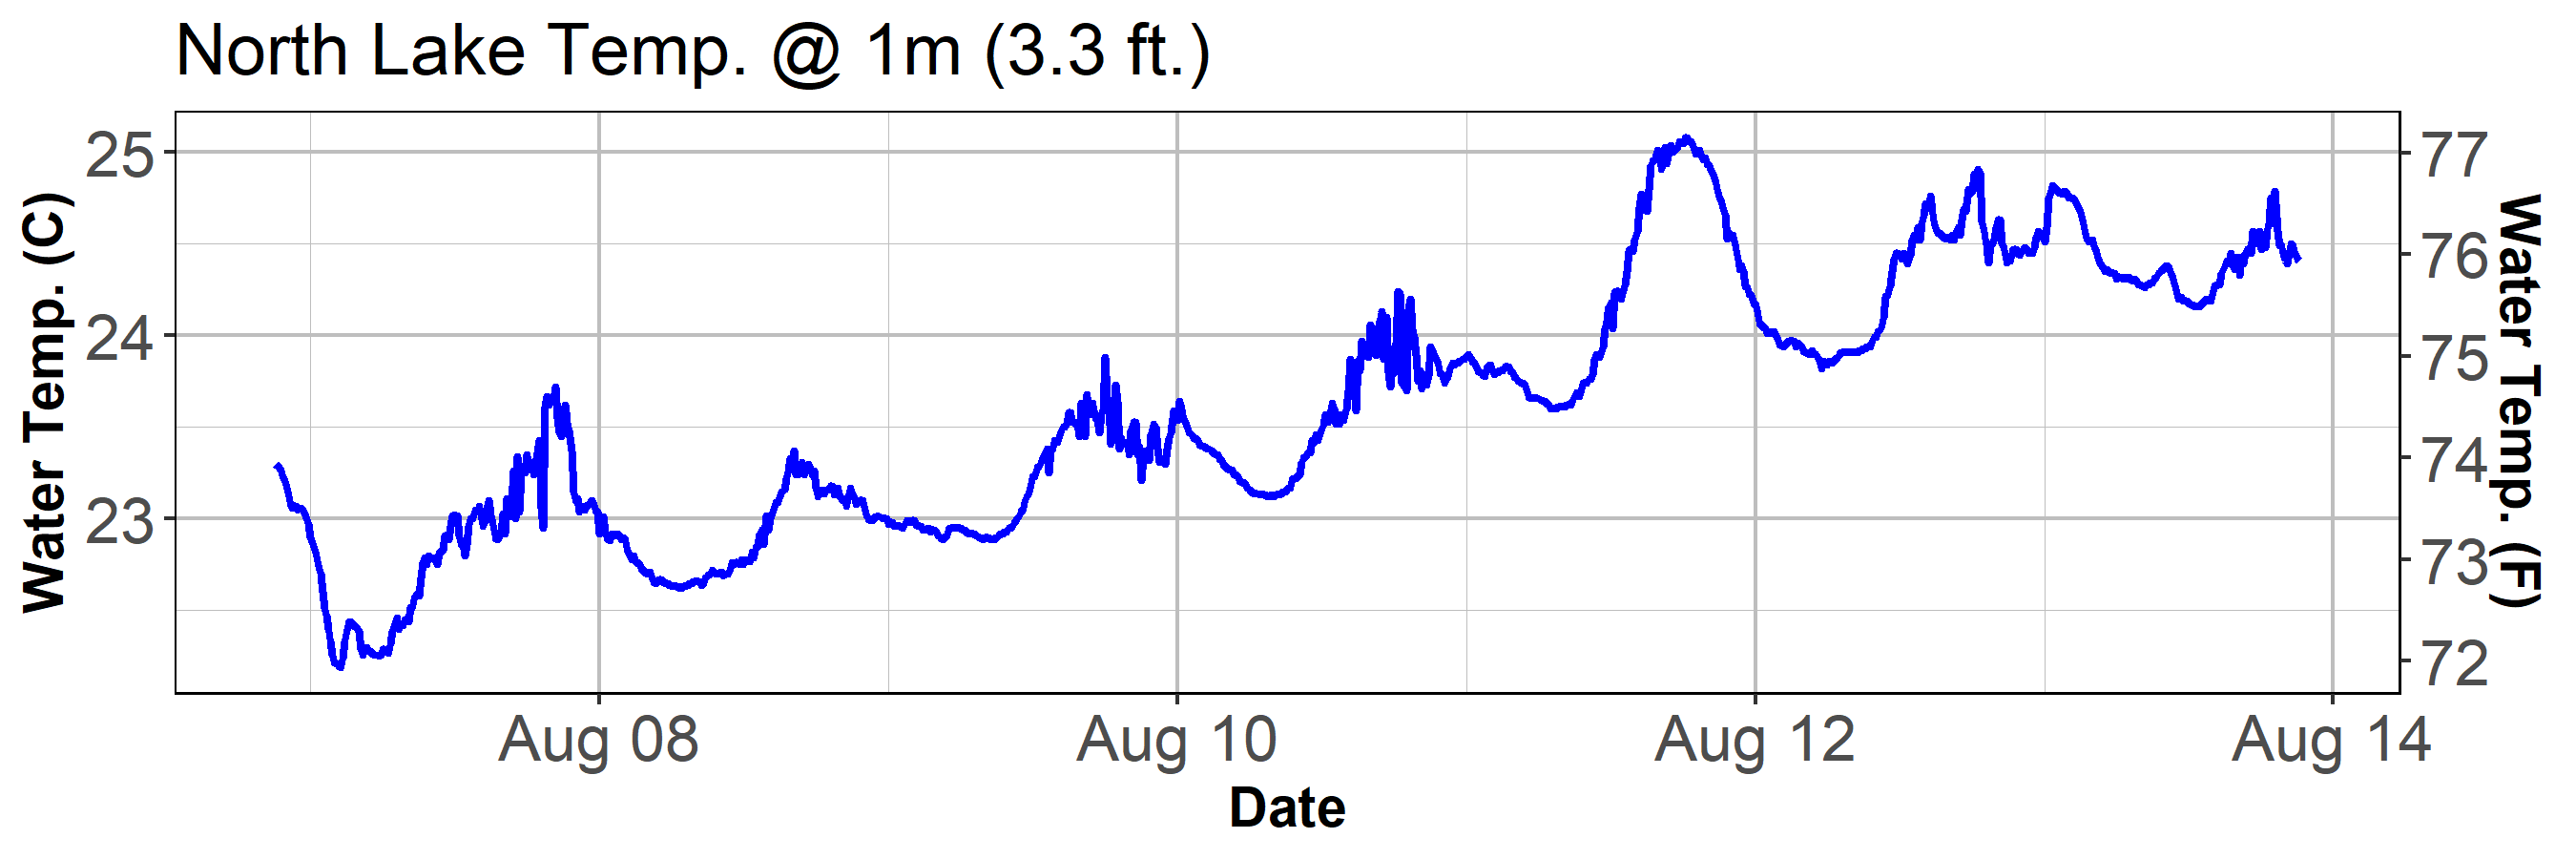 North Lake Temp. @ 1m (3.3 ft.)
Water Temp. (C)
25
24
23
77
76
75
74
73
72
Water Temp. (F)
Aug 08
Aug 10
Aug 12
Aug 14
Date